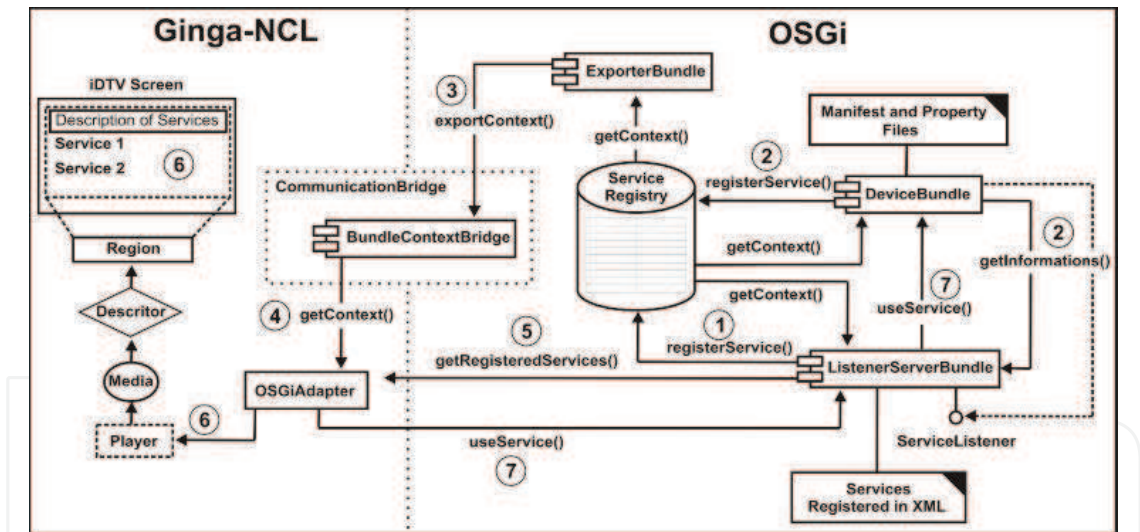 Ginga-NCL
OSGi
iDTV Screen
Description of Services
Service 1
Service 2
6
Region
Descritor
Media
Player
6
3
exportContext()
CommunicationBridge
BundleContextBridge
4
getContext()
OSGiAdapter
5
getRegisteredServices()
useService()
7
ExporterBundle
getContext()
Service
Registry
2
registerService()
Manifest and Property
Files
DeviceBundle
getContext()
getContext()
2
getInformations()
7
useService()
1
registerService()
ListenerServerBundle
ServiceListener
Services
Registered in XML